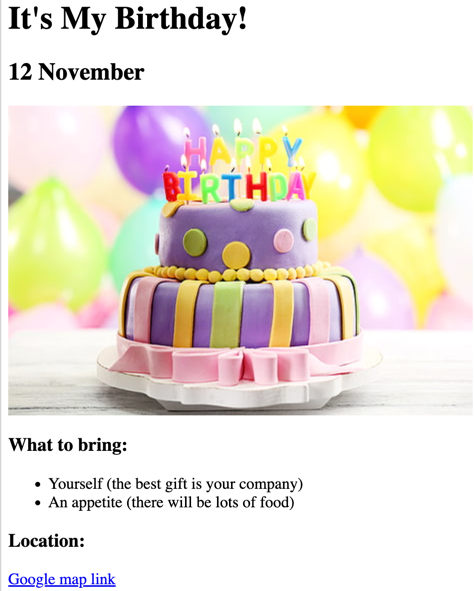 It's My Birthday!
12 November
HAPPY
BIRTHDAY
What to bring:
Yourself (the best gift is your company)
An appetite (there will be lots of food)
Location:
Google map link